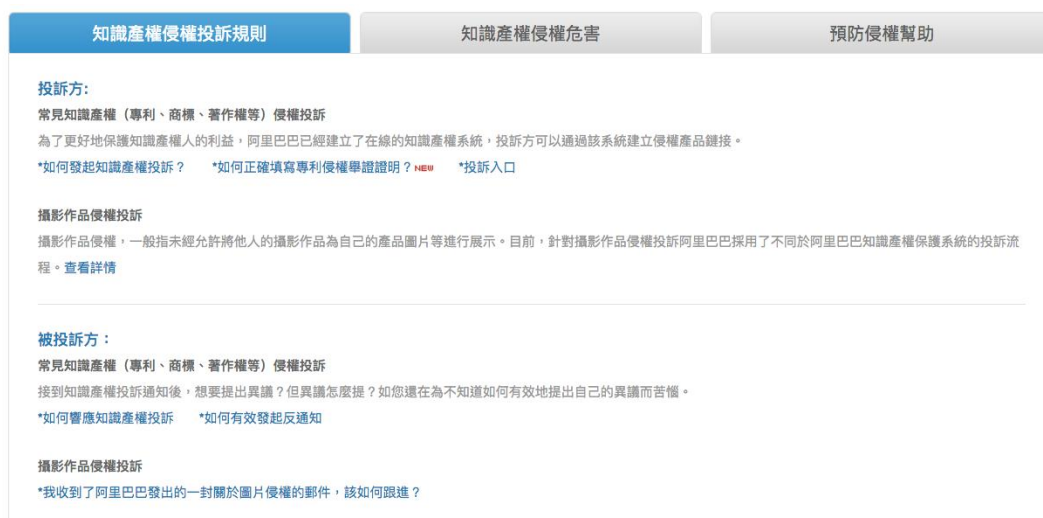 知識產權侵權投訴規則 知識產權侵權危害 預防侵權幫助
投訴方:
常見知識產權（專利、商標、著作權等）侵權投訴
為了更好地保護知識產權人的利益，阿里巴巴已經建立了在線的知識產權系統，投訴方可以通過該系統建立侵權產品鏈接。
*如何發起知識產權投訴？ *如何正確填寫專利侵權舉證證明？NEW *投訴入口
攝影作品侵權投訴
攝影作品侵權，一般指未經允許將他人的攝影作品為自己的產品圖片等進行展示。目前，針對攝影作品侵權投訴阿里巴巴採用了不同於阿里巴巴知識產權保護系統的投訴流
程。查看詳情
被投訴方：
常見知識產權（專利、商標、著作權等）侵權投訴
接到知識產權投訴通知後，想要提出異議？但異議怎麼提？如您還在為不知道如何有效地提出自己的異議而苦惱。
*如何響應知識產權投訴 *如何有效發起反通知
攝影作品侵權投訴
*我收到了阿里巴巴發出的一封關於圖片侵權的郵件，該如何跟進？